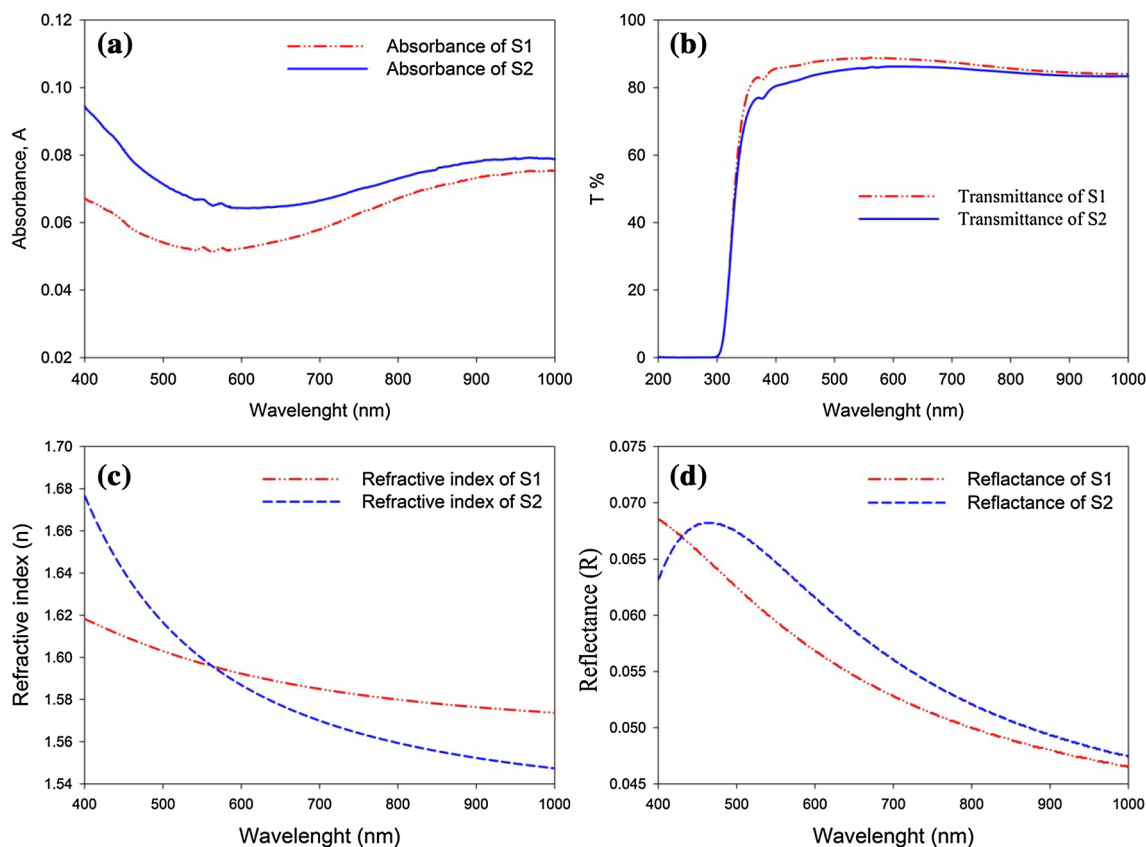 (a)
Absorbance of S1
Absorbance of S2
Absorbance, A
0.12
0.10
0.08
0.06
0.04
0.02
400 500 600 700 800 900 1000
Wavelenght (nm)
(b)
Transmittance of S1
Transmittance of S2
T %
100
80
60
40
20
0
200 300 400 500 600 700 800 900 1000
Wavelenght (nm)
(c)
Refractive index of S1
Refractive index of S2
Refractive index (n)
1.70
1.68
1.66
1.64
1.62
1.60
1.58
1.56
1.54
400 500 600 700 800 900 1000
Wavelenght (nm)
(d)
Reflactance of S1
Reflactance of S2
Reflactance (R)
0.075
0.070
0.065
0.060
0.055
0.050
0.045
400 500 600 700 800 900 1000
Wavelenght (nm)